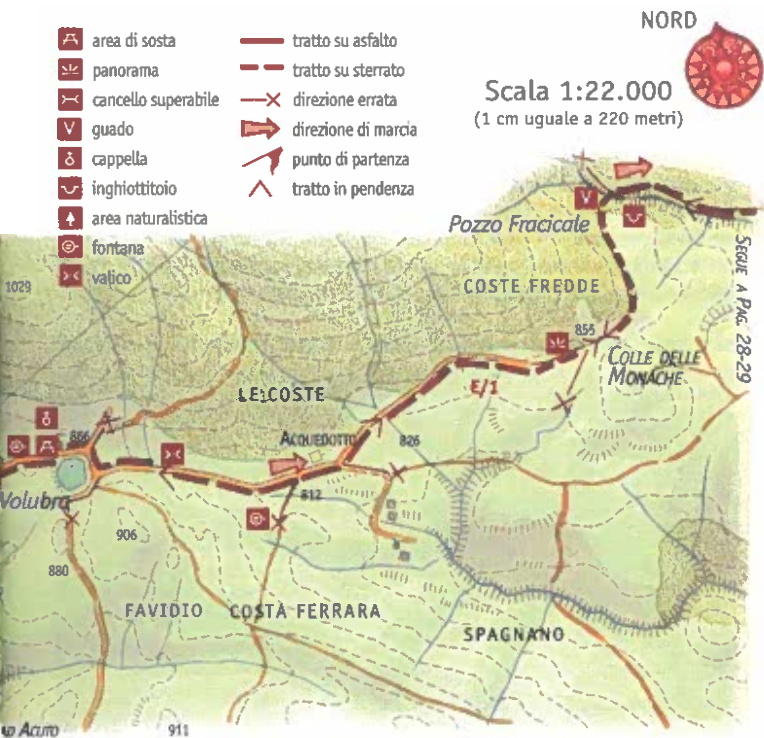 NORD
area di sosta
panorama
cancello superabile
guado
cappella
inghiottitoio
area naturalistica
fontana
valico
tratto su asfalto
tratto su sterrato
direzione errata
direzione di marcia
punto di partenza
tratto in pendenza
Scala 1:22.000
(1 cm uguale a 220 metri)
Pozzo Fracicale
SEGUE A PAG. 28-29
1029
COSTE FREDDE
855
COLLE DELLE
MONACHE
E/1
LE COSTE
866
ACQUEDOTTO
826
812
Volubro
906
880
FAVIDIO
COSTA FERRARA
SPAGNANO
ACUTO
911